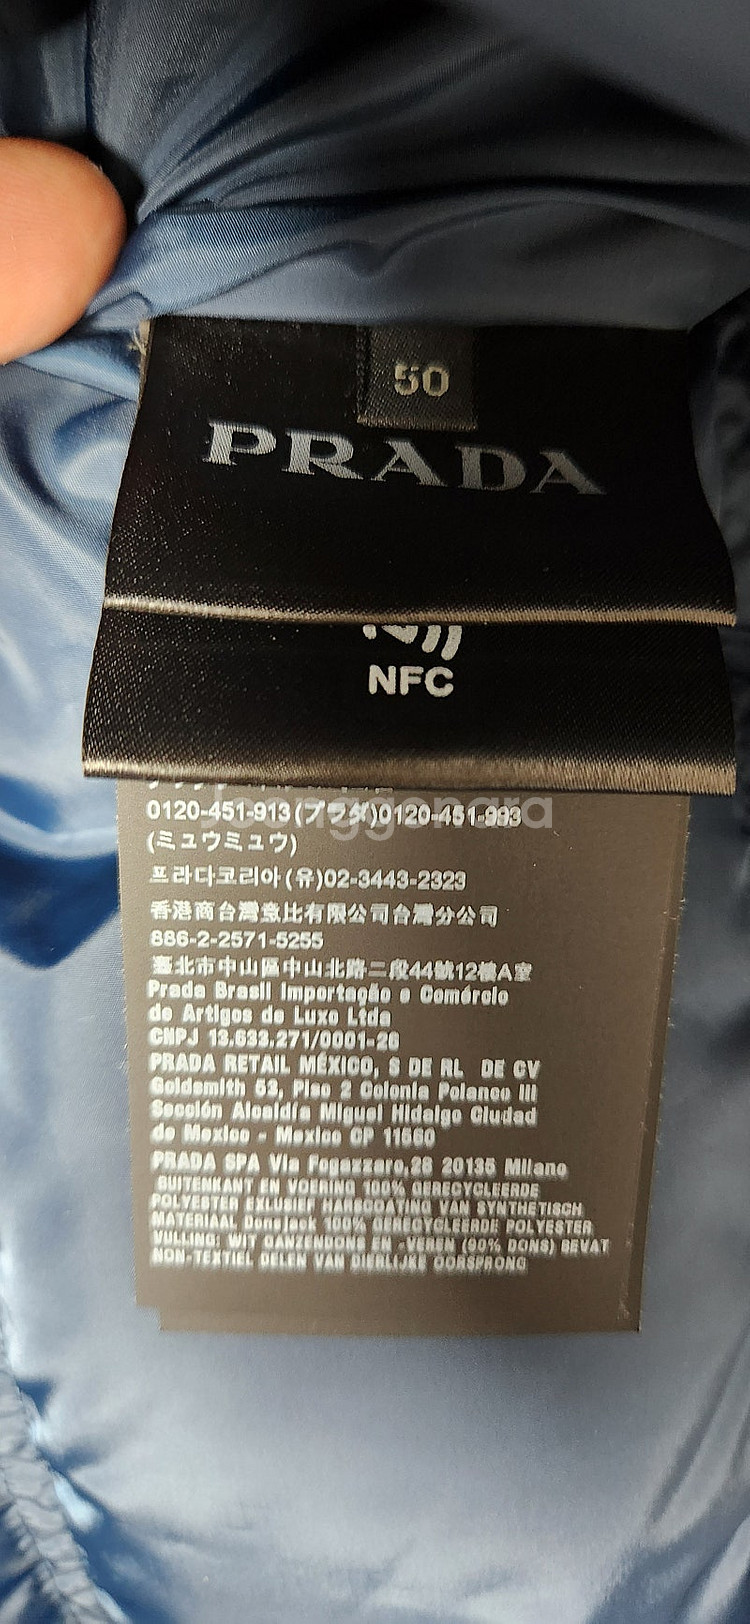 50
PRADA
NFC
joonggonara
0120-451-913(プラダ)0120-451-993
(ミュウミュウ)
프라다코리아(유)02-3443-2323
香港商台灣普比有限公司台灣分公司
886-2-2571-5255
臺北市中山區中山北路二段44號12樓A室
Prada Brasil Importação e Comércio
de Artigos de Luxo Ltda
CNPJ 13.633.271/0001-28
PRADA RETAIL MÉXICO, S DE RL DE CV
Goldsmith 53, Piso 2 Colonia Polanco III
Sección Alcaldía Miguel Hidalgo Ciudad
de Mexico - Mexico CP 11560
PRADA SPA Via Fogazzaro,28 20135 Milano
BUITENKANT EN VOERING 100% GERECYCLEERDE
POLYESTER EXLUSIEF HARSCOATING VAN SYNTHETISCH
MATERIAAL Donsjack 100% GERECYCLEERDE POLYESTER
VULLING: WIT GANZENDONS EN -VEREN (90% DONS) BEVAT
NON-TEXTIEL DELEN VAN DIERLIJKE OORSPRONG